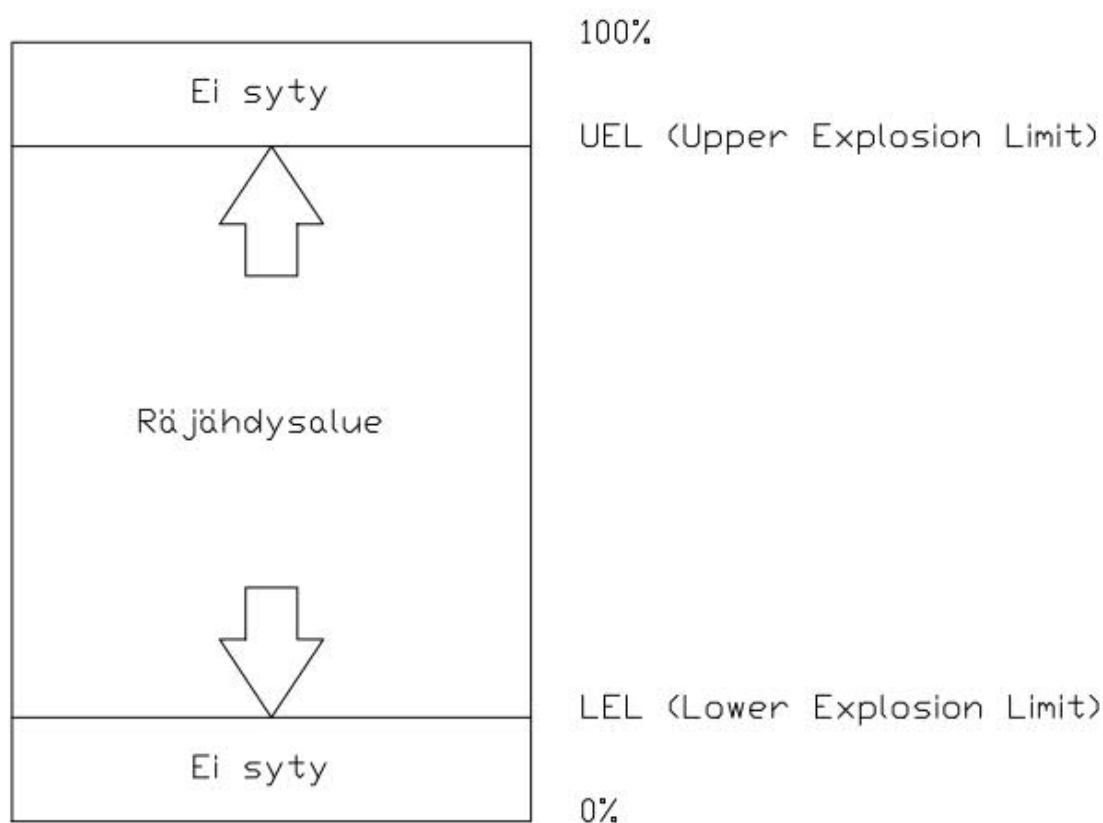 100%
Ei syty
UEL (Upper Explosion Limit)
Räjähdysalue
LEL (Lower Explosion Limit)
Ei syty
0%